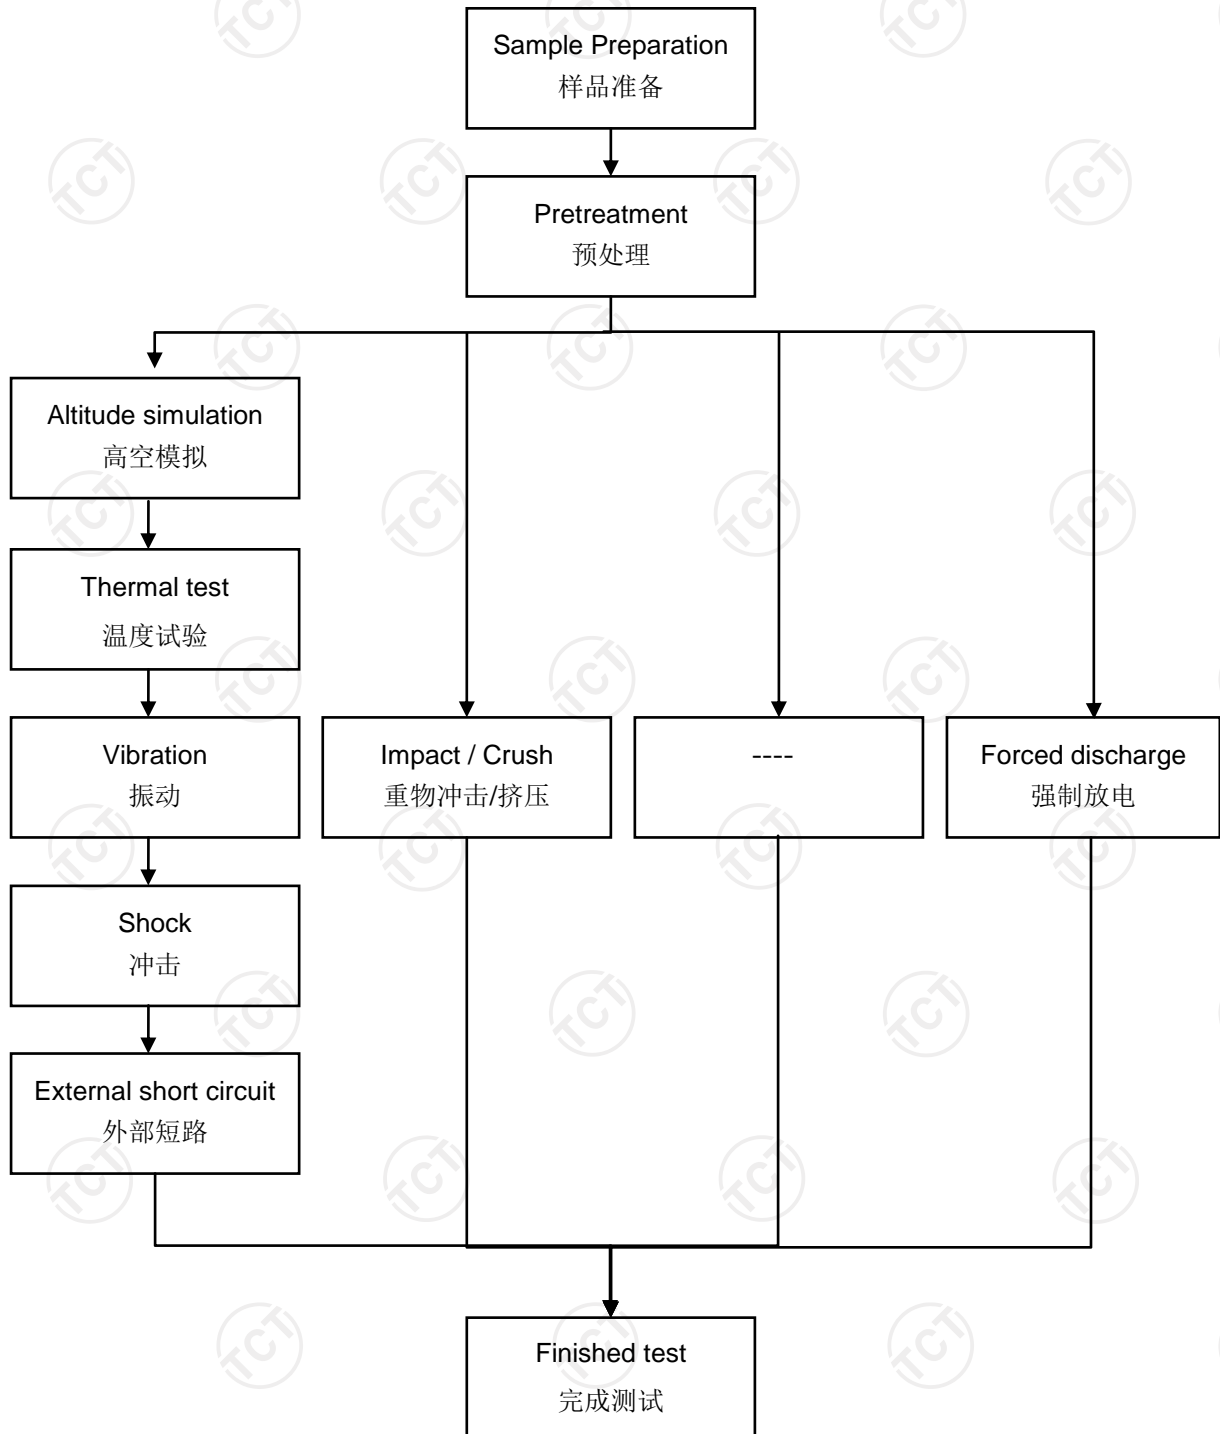 Sample Preparation
样品准备
Pretreatment
预处理
Altitude simulation
高空模拟
Thermal test
温度试验
Vibration
振动
Impact / Crush
重物冲击/挤压
----
Forced discharge
强制放电
Shock
冲击
External short circuit
外部短路
Finished test
完成测试
TCT